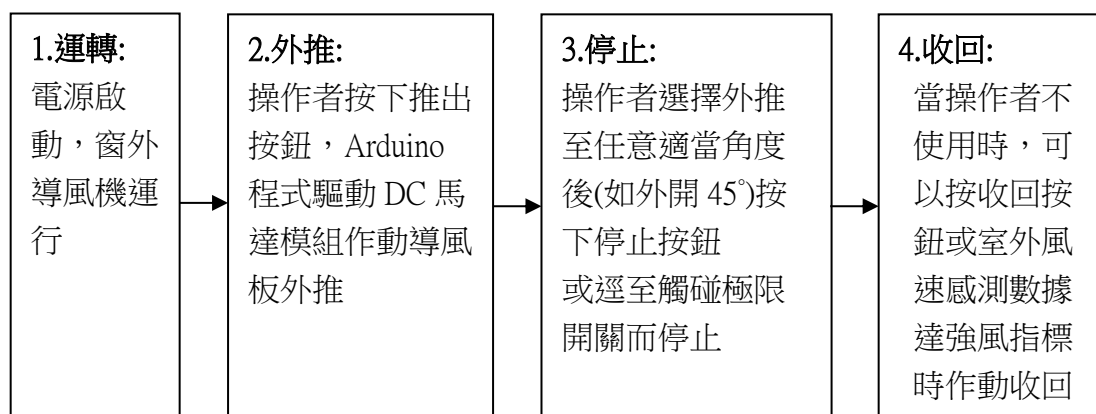 1.運轉:
電源啟
動，窗外
導風機運
行
2.外推:
操作者按下推出
按鈕，Arduino
程式驅動 DC 馬
達模組作動導風
板外推
3.停止:
操作者選擇外推
至任意適當角度
後(如外開 45°)按
下停止按鈕
或逕至觸碰極限
開關而停止
4.收回:
當操作者不
使用時，可
以按收回按
鈕或室外風
速感測數據
達強風指標
時作動收回